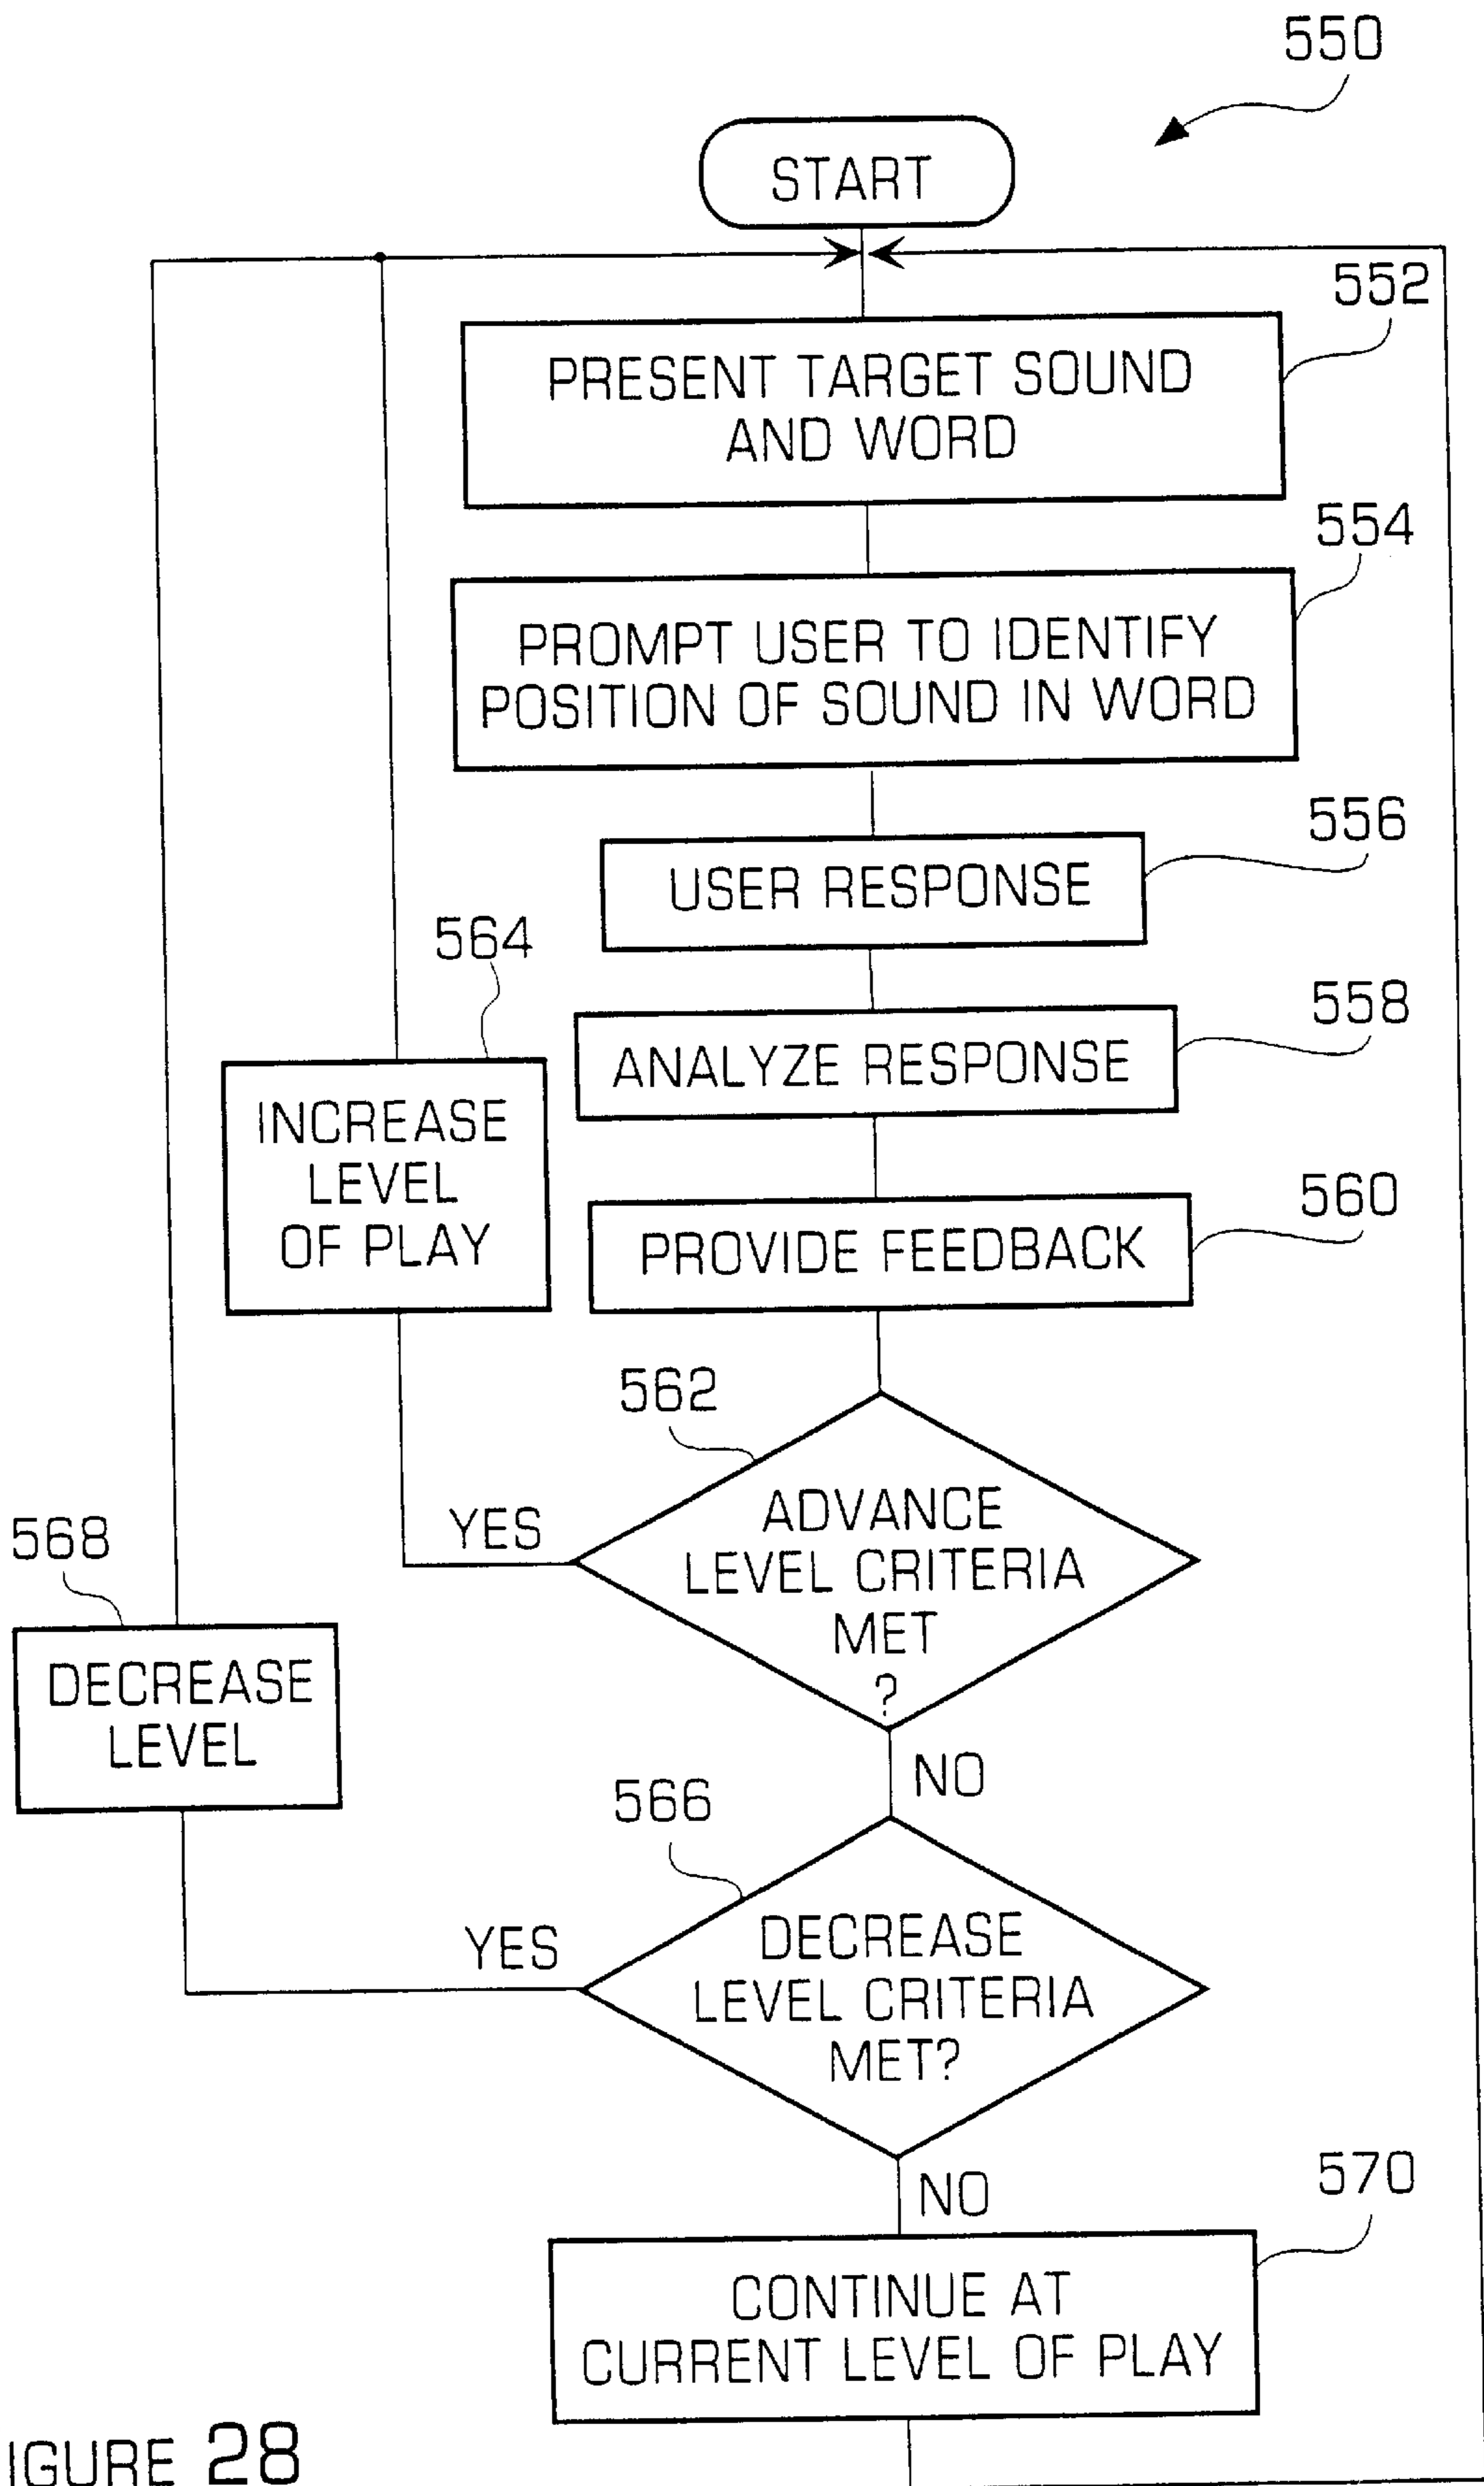 550
START
552
PRESENT TARGET SOUND
AND WORD
554
PROMPT USER TO IDENTIFY
POSITION OF SOUND IN WORD
556
USER RESPONSE
564
558
ANALYZE RESPONSE
INCREASE
LEVEL
OF PLAY
560
PROVIDE FEEDBACK
562
YES
ADVANCE
LEVEL CRITERIA
MET
?
568
DECREASE
LEVEL
NO
566
YES
DECREASE
LEVEL CRITERIA
MET?
NO
570
CONTINUE AT
CURRENT LEVEL OF PLAY
IGURE 28